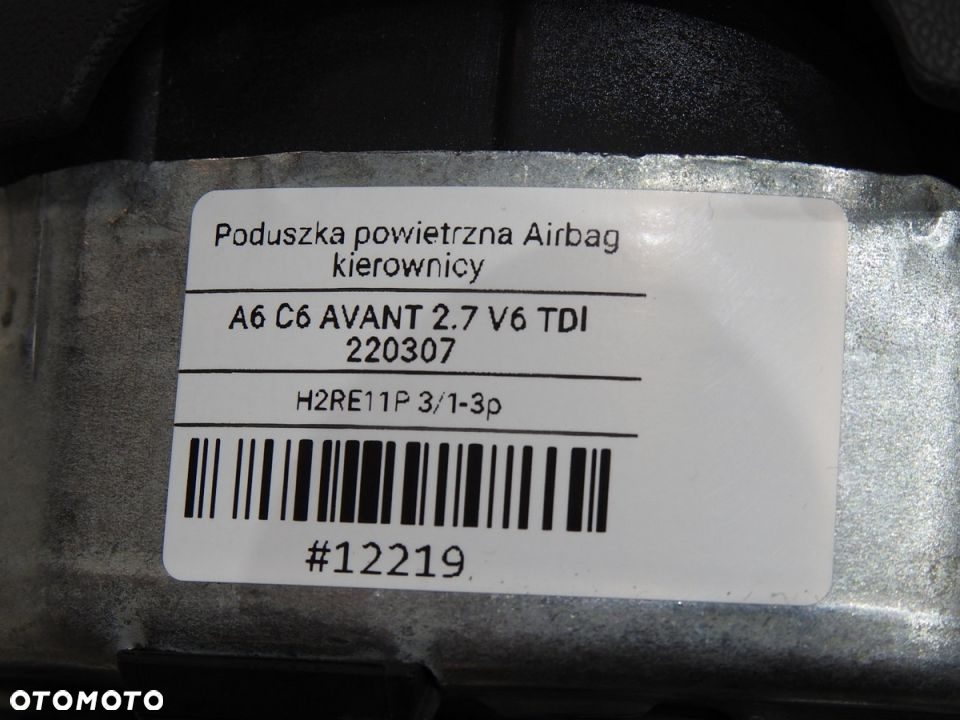 Poduszka powietrzna Airbag
kierownicy
A6 C6 AVANT 2.7 V6 TDI
220307
H2RE11P 3/1-3p
#12219
OTOMOTO